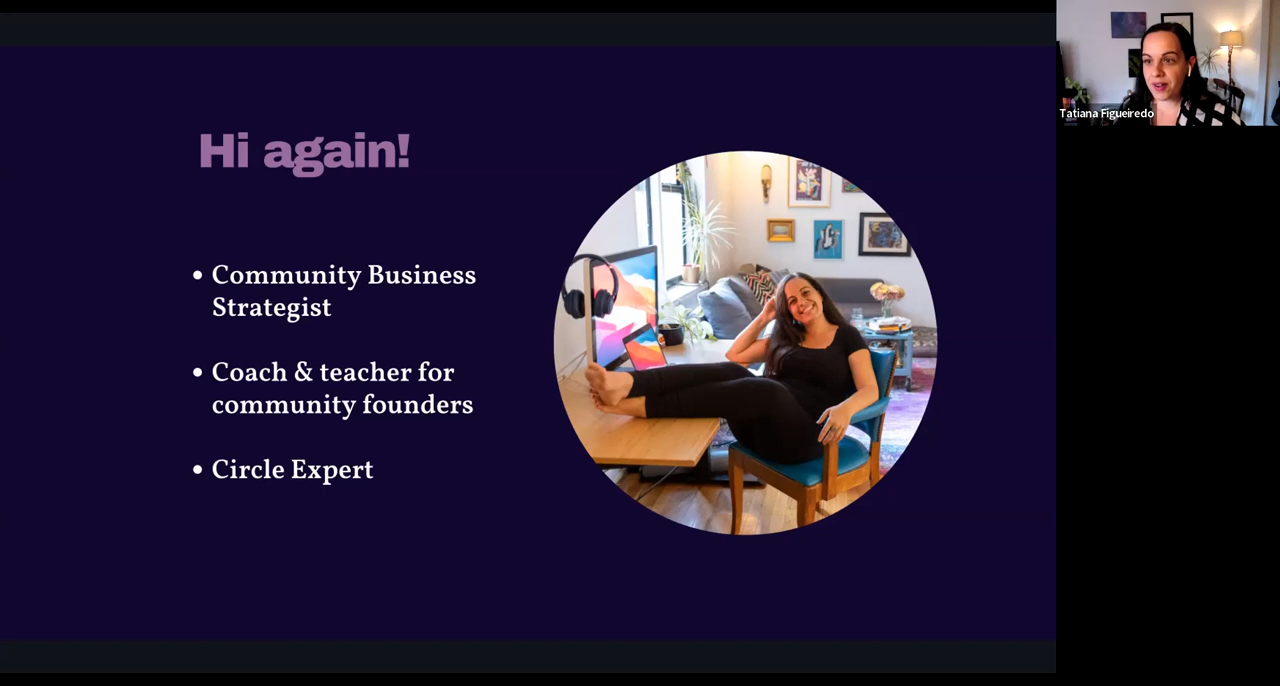 Hi again!
• Community Business
Strategist
• Coach & teacher for
community founders
• Circle Expert
Tatiana Figueiredo